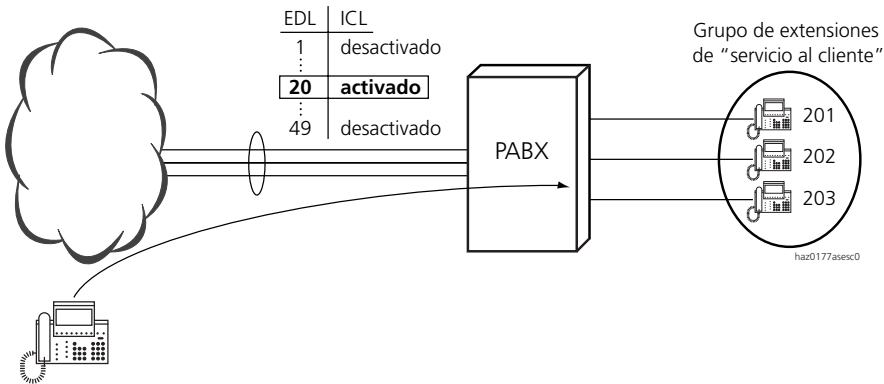 EDL ICL
1 desactivado
20 activado
49 desactivado
Grupo de extensiones
de “servicio al cliente”
PABX
201
202
203
haz0177asesc0